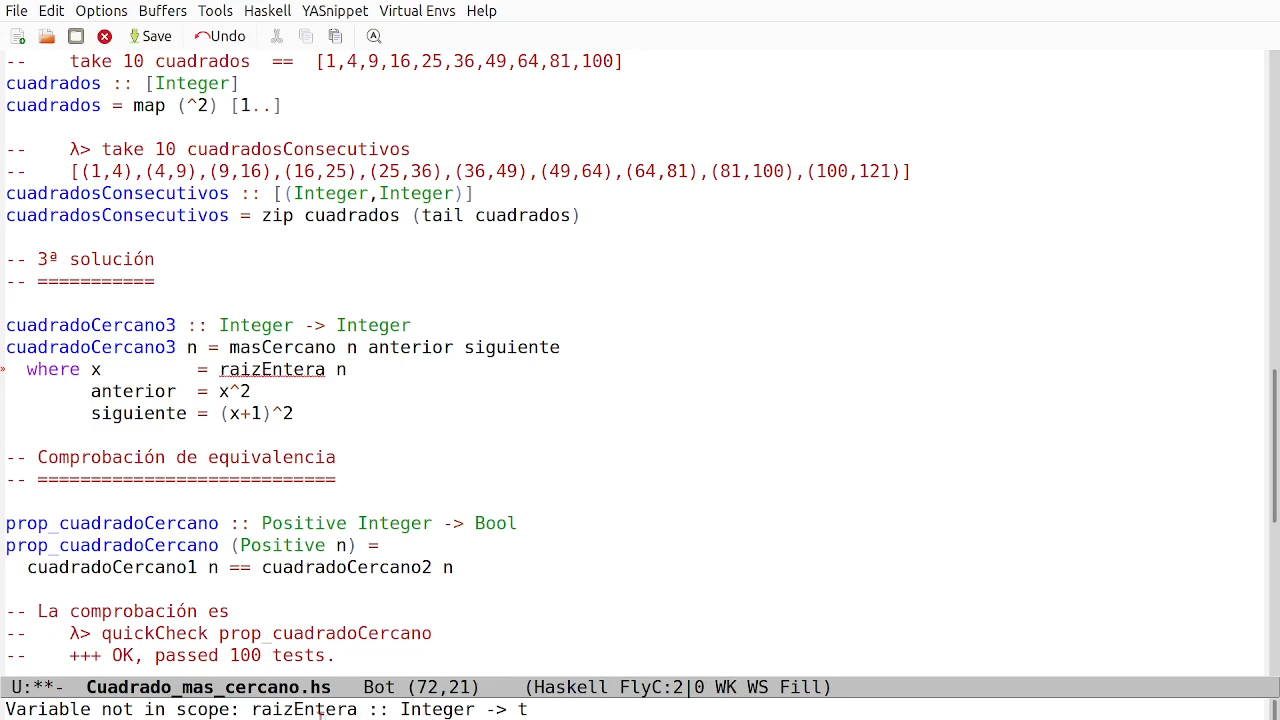 File Edit Options Buffers Tools Haskell YASnippet Virtual Envs Help
Save Undo
--    take 10 cuadrados  ==  [1,4,9,16,25,36,49,64,81,100]
cuadrados :: [Integer]
cuadrados = map (^2) [1..]
--    λ> take 10 cuadradosConsecutivos
--    [(1,4),(4,9),(9,16),(16,25),(25,36),(36,49),(49,64),(64,81),(81,100),(100,121)]
cuadradosConsecutivos :: [(Integer,Integer)]
cuadradosConsecutivos = zip cuadrados (tail cuadrados)
-- 3ª solución
-- ===========
cuadradoCercano3 :: Integer -> Integer
cuadradoCercano3 n = masCercano n anterior siguiente
» where x         = raizEntera n
        anterior  = x^2
        siguiente = (x+1)^2
-- Comprobación de equivalencia
-- ============================
prop_cuadradoCercano :: Positive Integer -> Bool
prop_cuadradoCercano (Positive n) =
  cuadradoCercano1 n == cuadradoCercano2 n
-- La comprobación es
--    λ> quickCheck prop_cuadradoCercano
--    +++ OK, passed 100 tests.
U:**-  Cuadrado_mas_cercano.hs   Bot (72,21)    (Haskell FlyC:2|0 WK WS Fill)
Variable not in scope: raizEntera :: Integer -> t